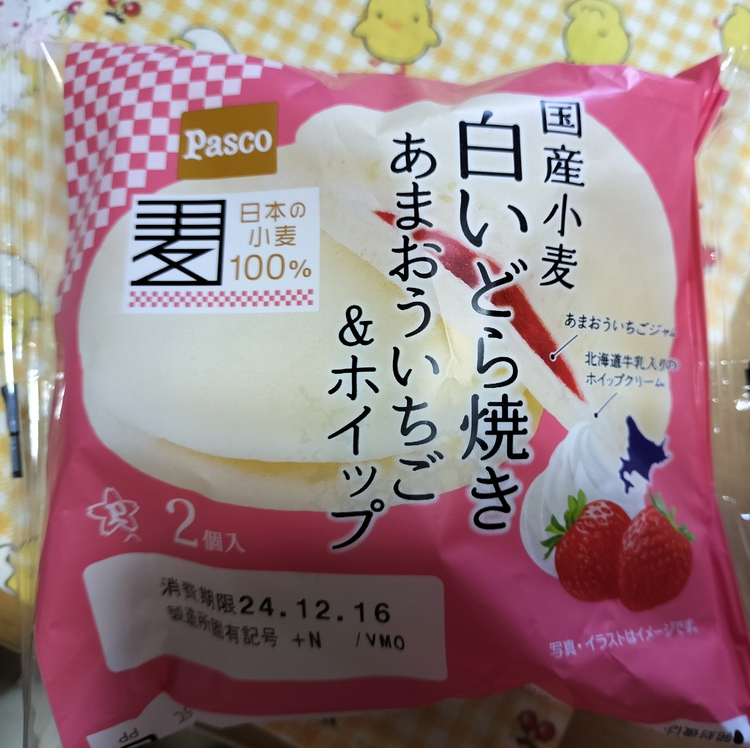 Pasco
麦
日本の
小麦
100%
国産小麦
白いどら焼き
あまおういちご
&ホイップ
あまおういちごジャム
北海道牛乳入りの
ホイップクリーム
2個入
消費期限24.12.16
製造所固有記号 +N /VMO
写真・イラストはイメージです。
PP